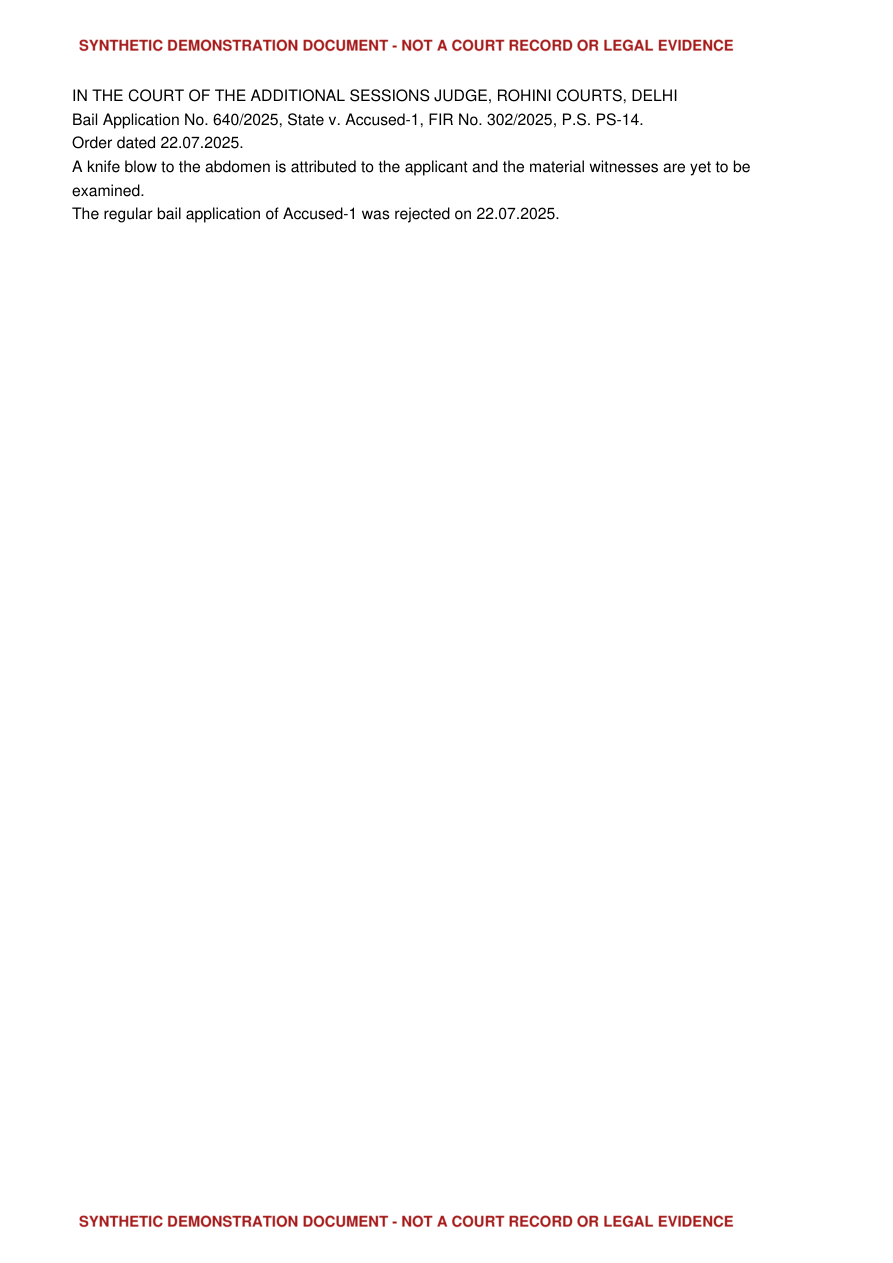 SYNTHETIC DEMONSTRATION DOCUMENT - NOT A COURT RECORD OR LEGAL EVIDENCE
IN THE COURT OF THE ADDITIONAL SESSIONS JUDGE, ROHINI COURTS, DELHI
Bail Application No. 640/2025, State v. Accused-1, FIR No. 302/2025, P.S. PS-14.
Order dated 22.07.2025.
A knife blow to the abdomen is attributed to the applicant and the material witnesses are yet to be
examined.
The regular bail application of Accused-1 was rejected on 22.07.2025.
SYNTHETIC DEMONSTRATION DOCUMENT - NOT A COURT RECORD OR LEGAL EVIDENCE